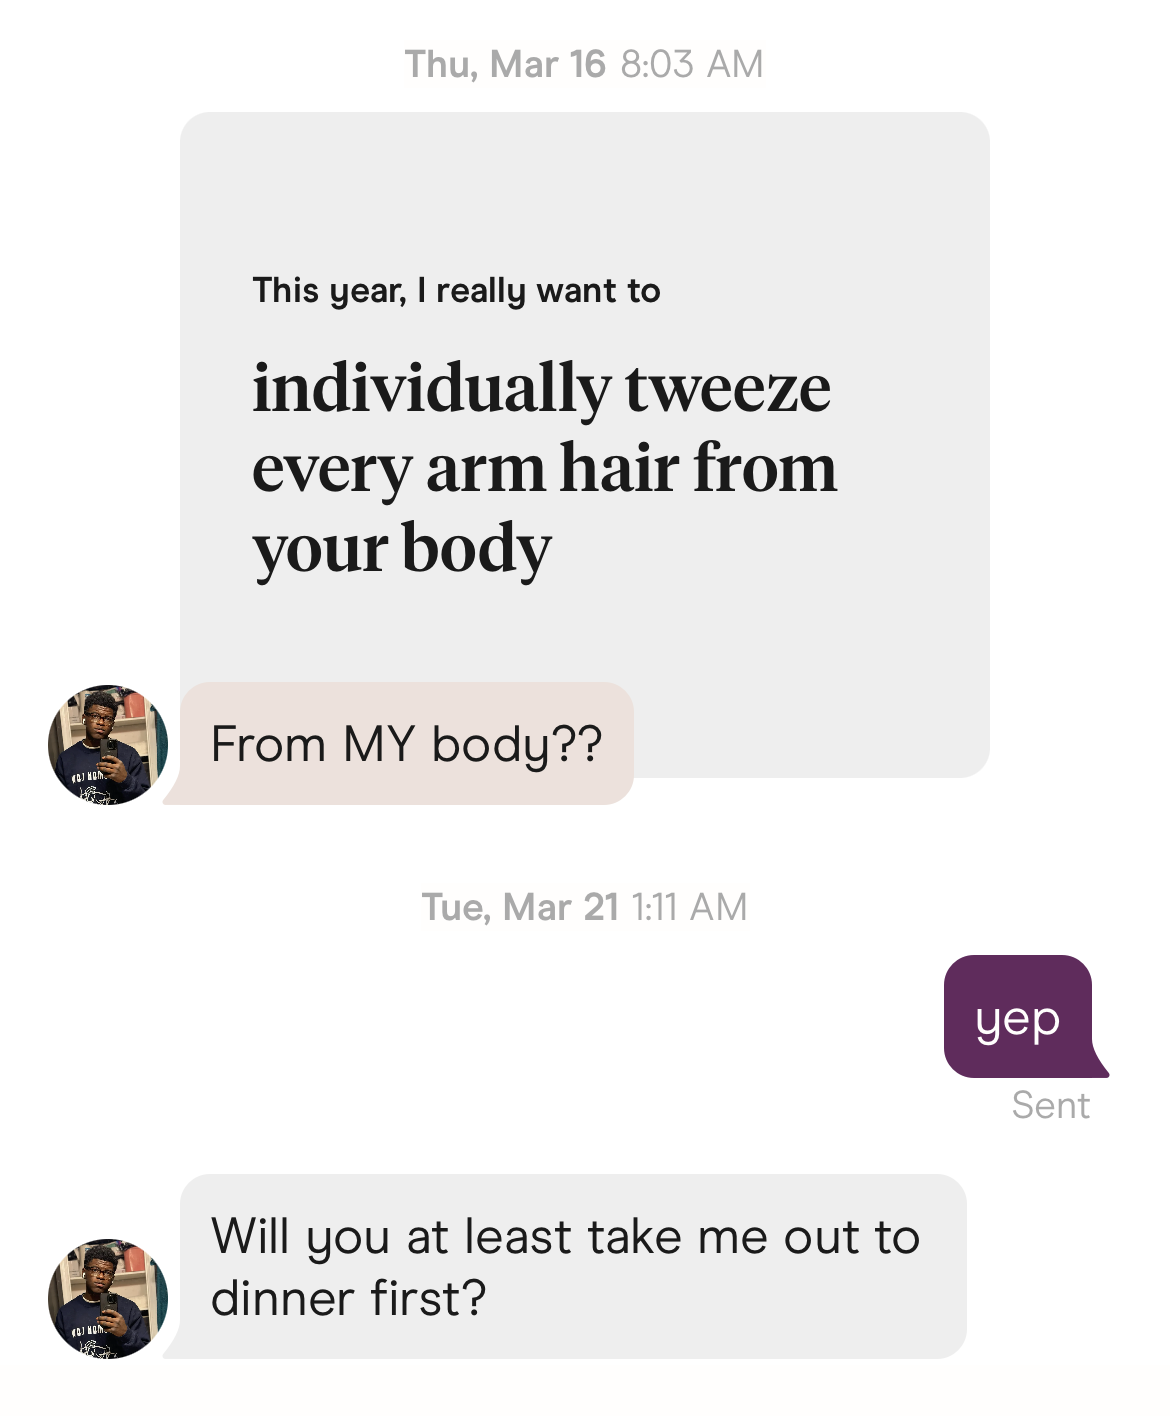 Thu, Mar 16 8:03 AM
This year, I really want to
individually tweeze
every arm hair from
your body
From MY body??
Tue, Mar 21 1:11 AM
yep
Sent
Will you at least take me out to
dinner first?